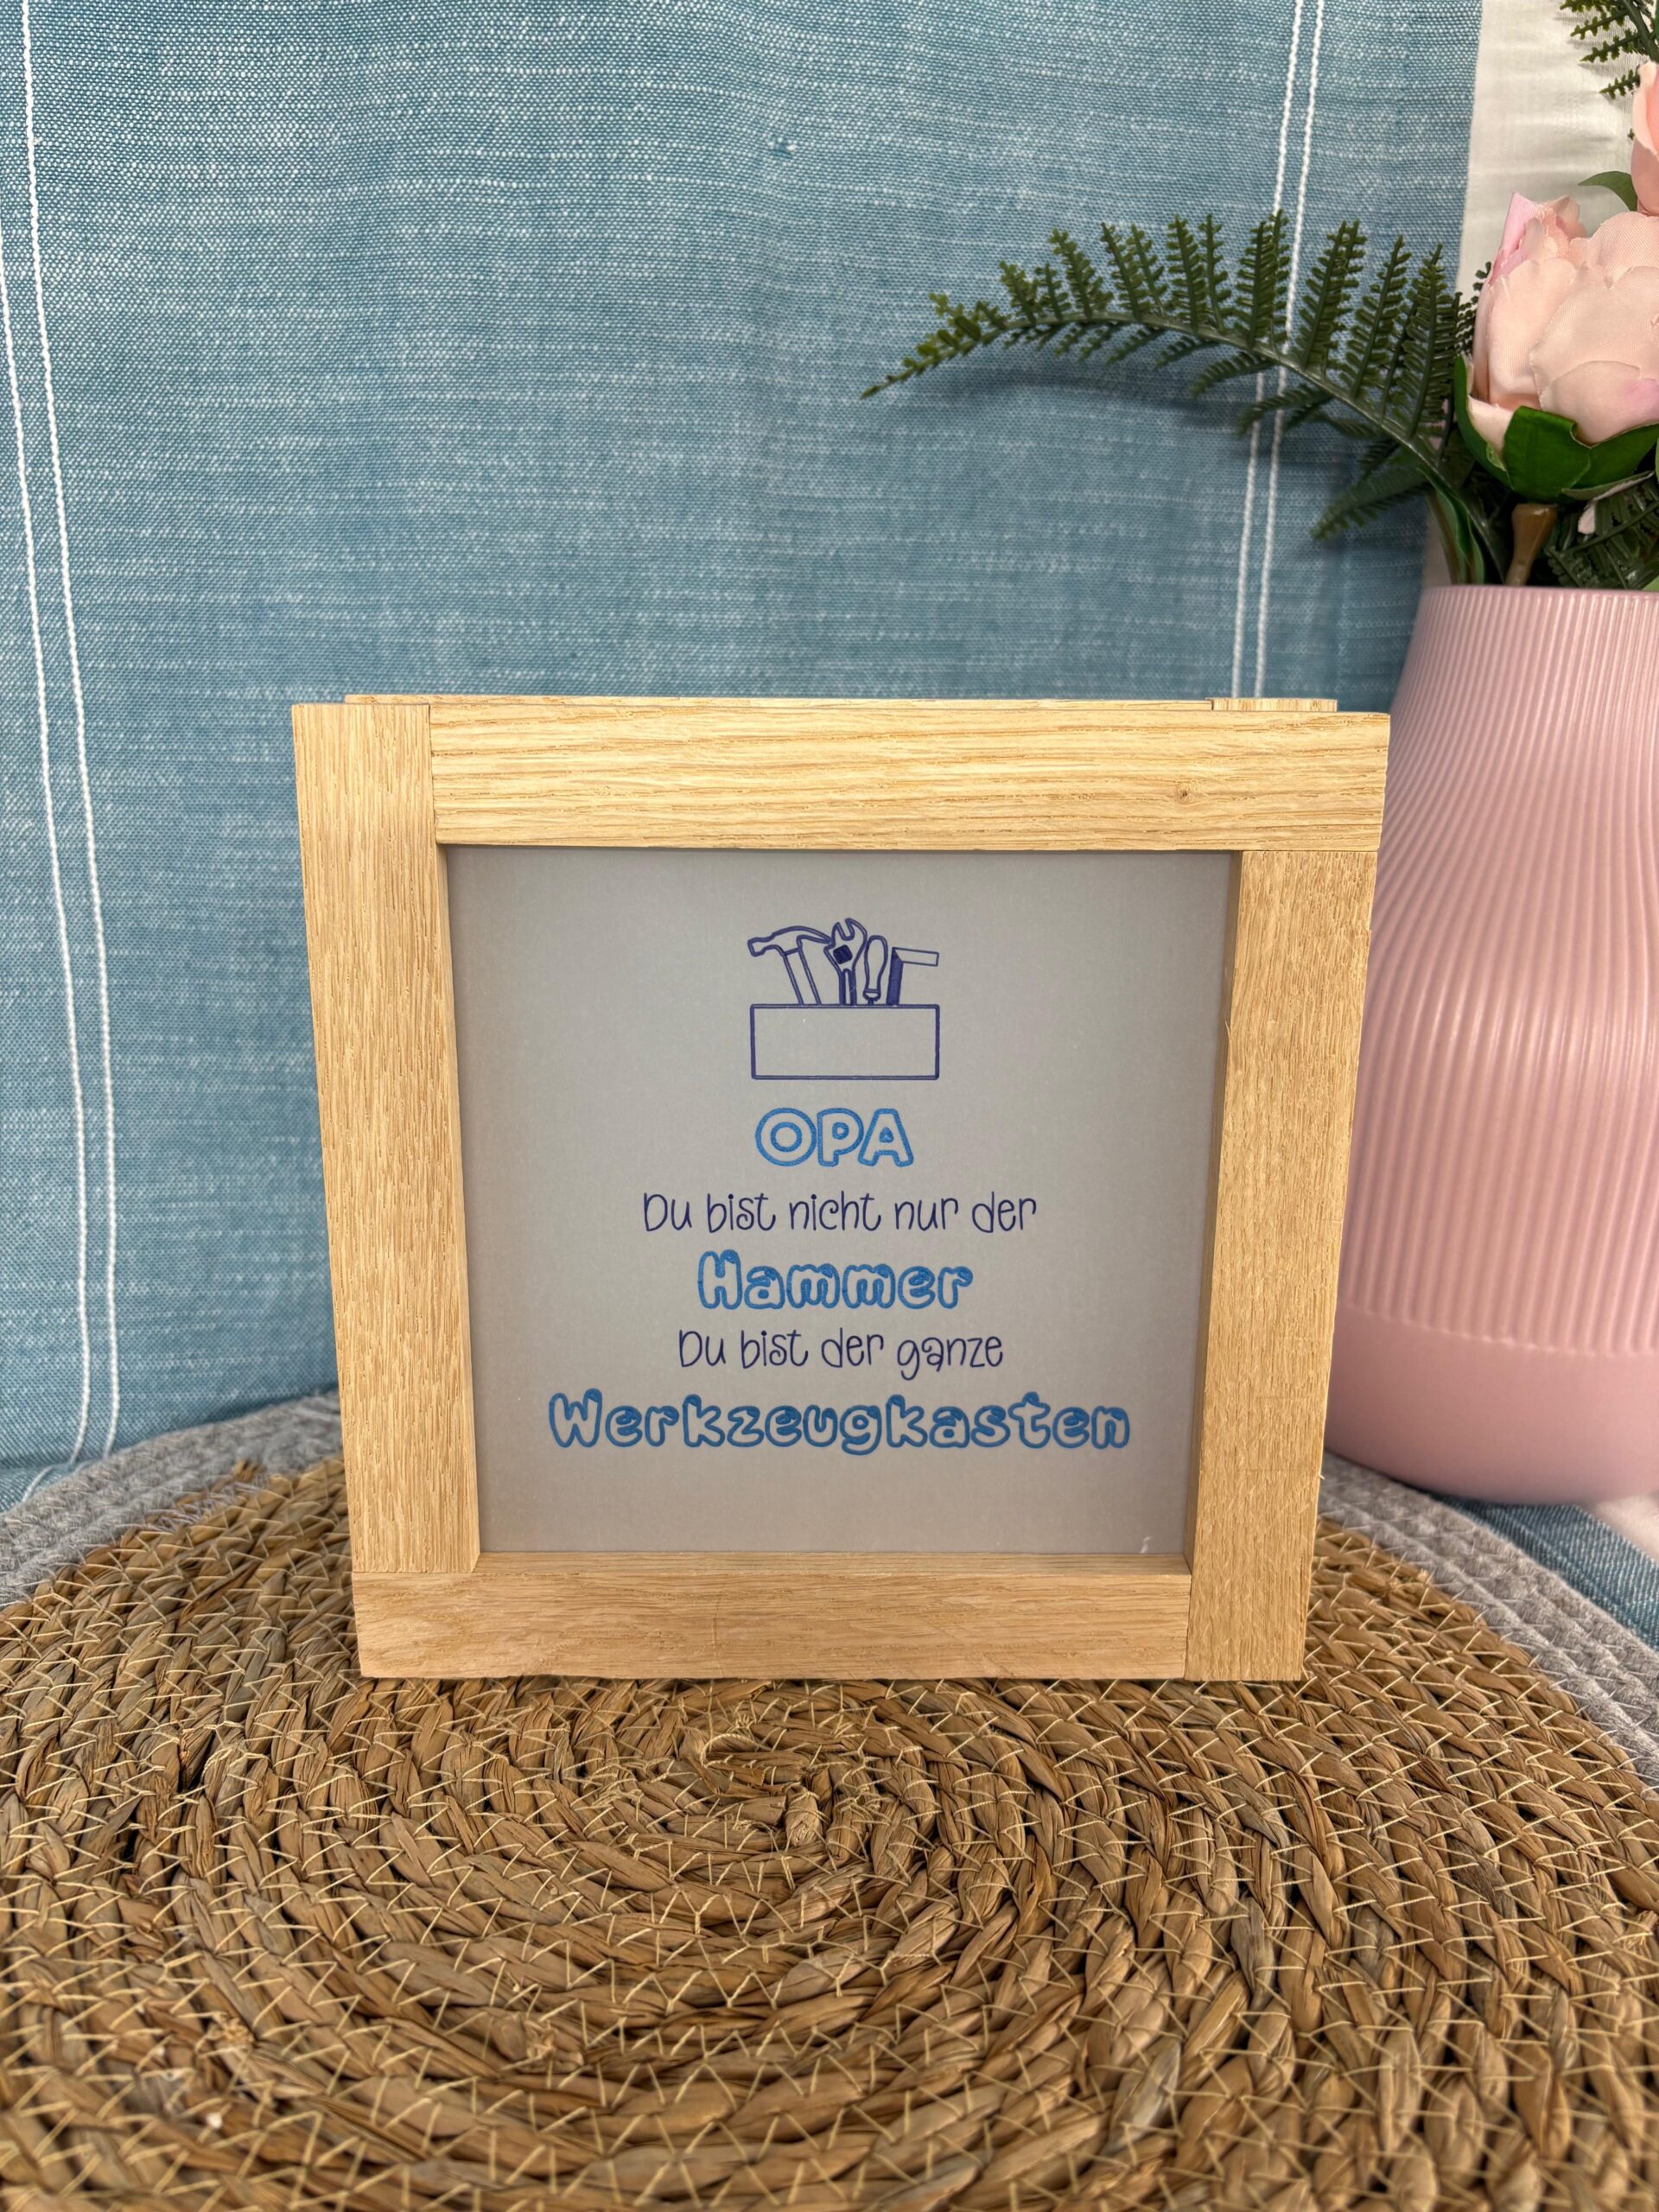 OPA
Du bist nicht nur der
Hammer
Du bist der ganze
Werkzeugkasten